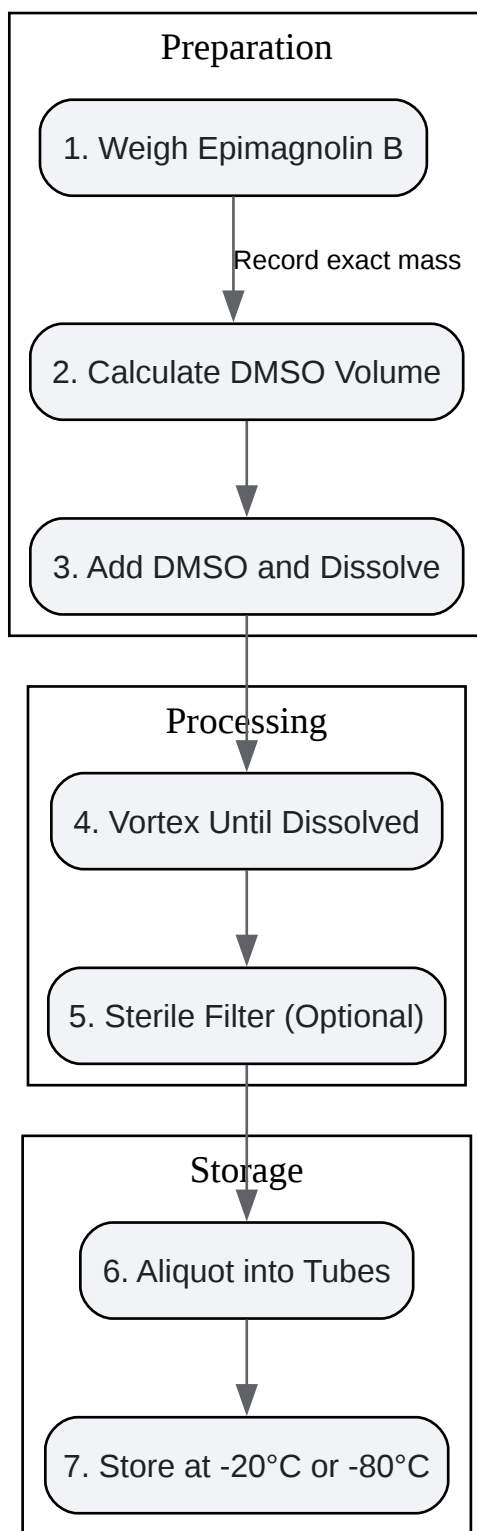 Preparation
1. Weigh Epimagnolin B
Record exact mass
2. Calculate DMSO Volume
3. Add DMSO and Dissolve
Processing
4. Vortex Until Dissolved
5. Sterile Filter (Optional)
Storage
6. Aliquot into Tubes
7. Store at -20°C or -80°C